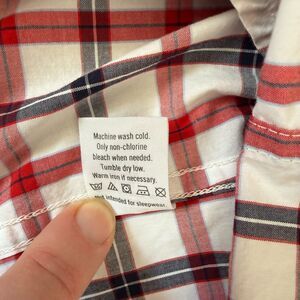 Machine wash cold.
Only non-chlorine
bleach when needed.
Tumble dry low.
Warm iron if necessary.
intended for sleepwear.